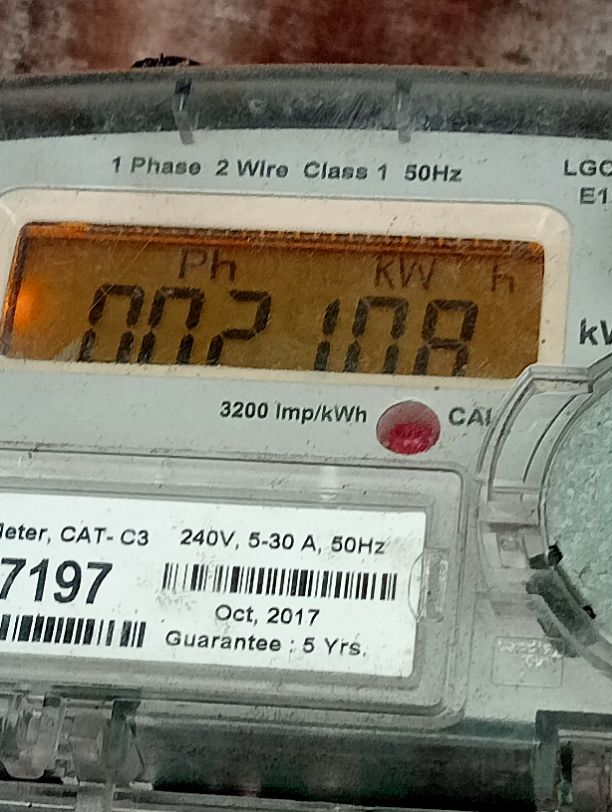 1 Phase 2 Wire Class 1 50Hz
LGC
E1
Ph KW h
002108
3200 Imp/kWh
CAL
Meter, CAT- C3 240V, 5-30 A, 50Hz
7197
Oct, 2017
Guarantee : 5 Yrs.